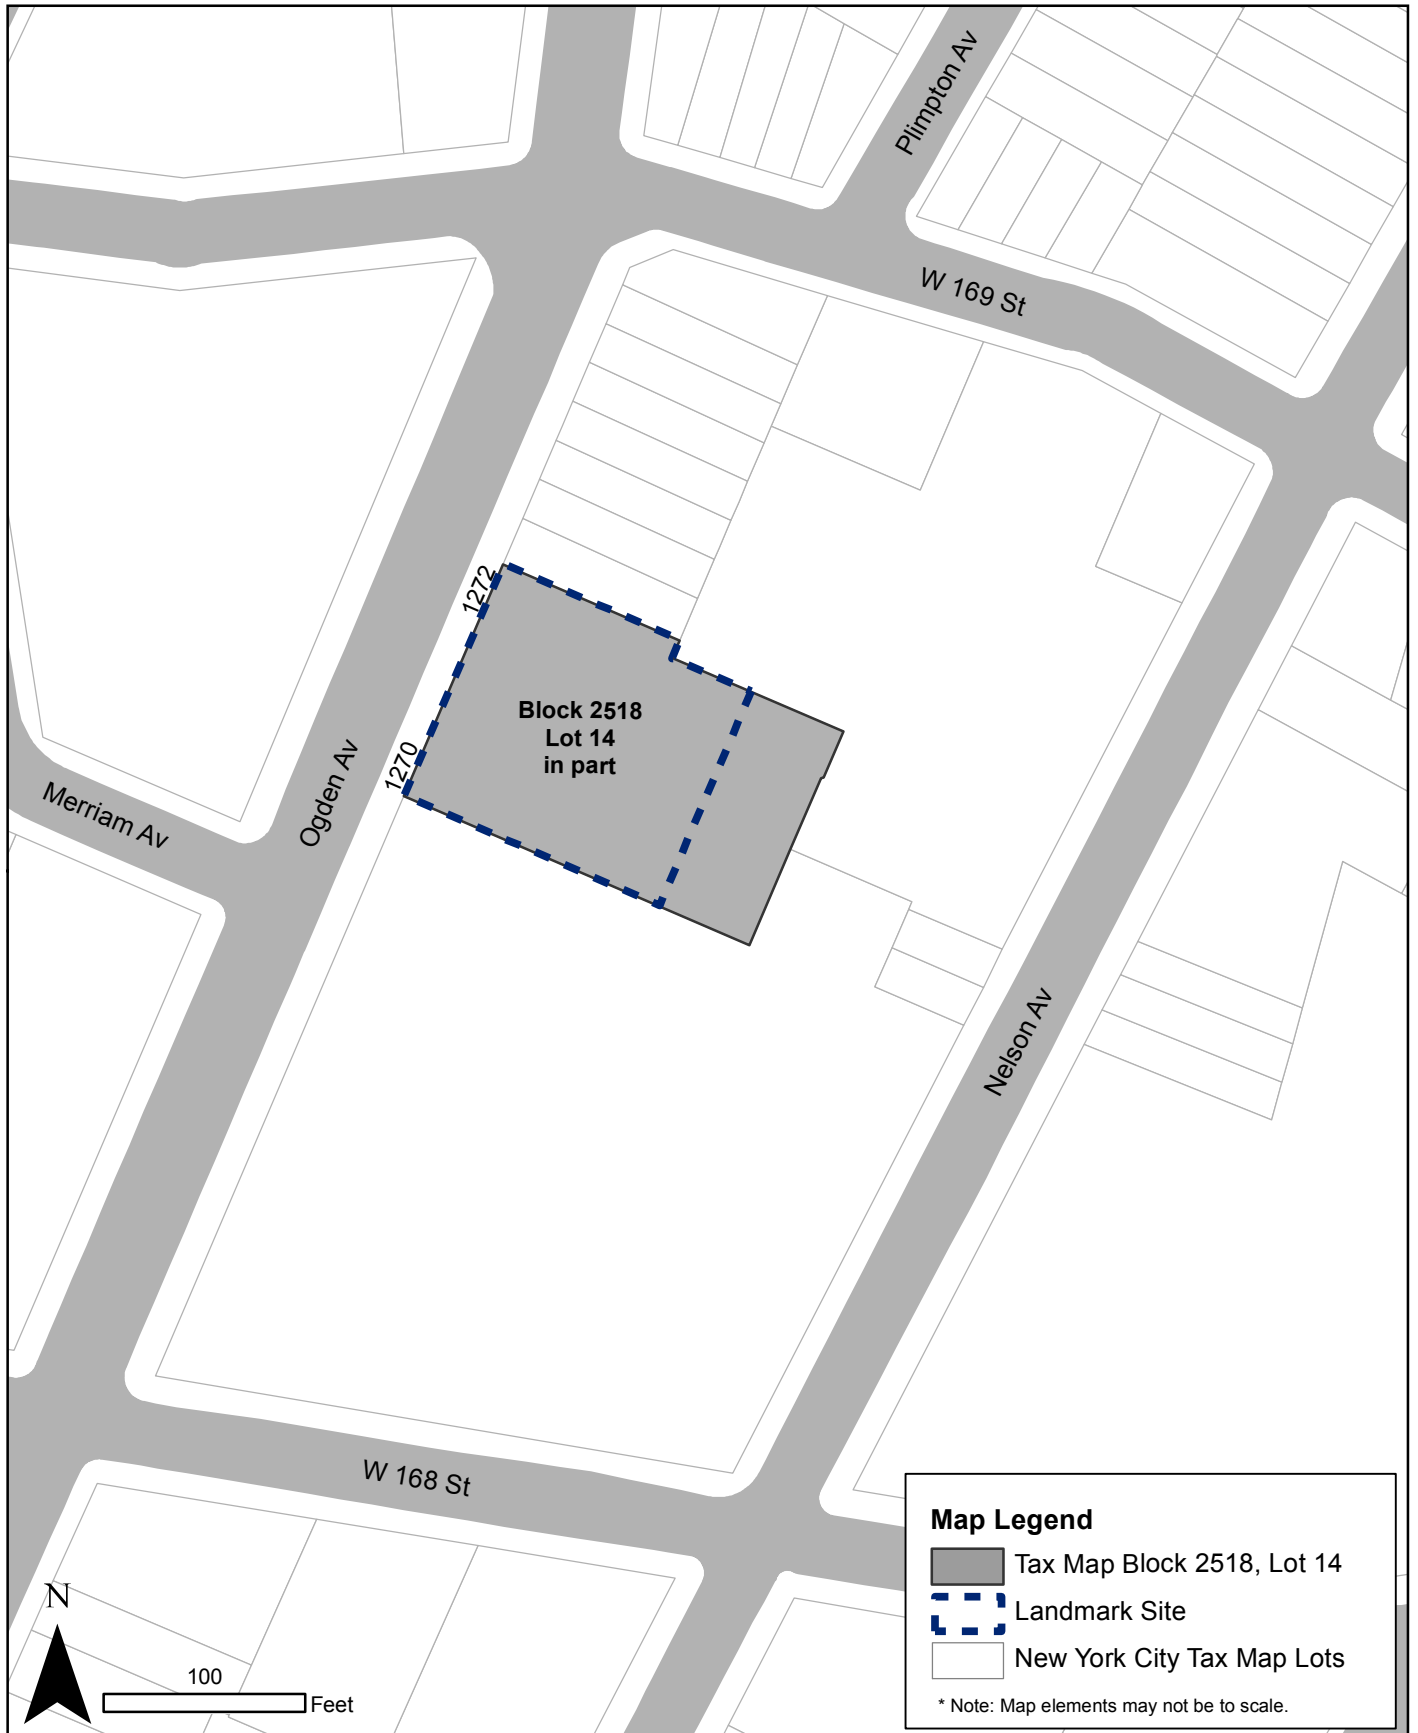 Plimpton Av
W 169 St
1272
Block 2518
Lot 14
in part
1270
Ogden Av
Merriam Av
Nelson Av
W 168 St
N
100
Feet
Map Legend
Tax Map Block 2518, Lot 14
Landmark Site
New York City Tax Map Lots
* Note: Map elements may not be to scale.